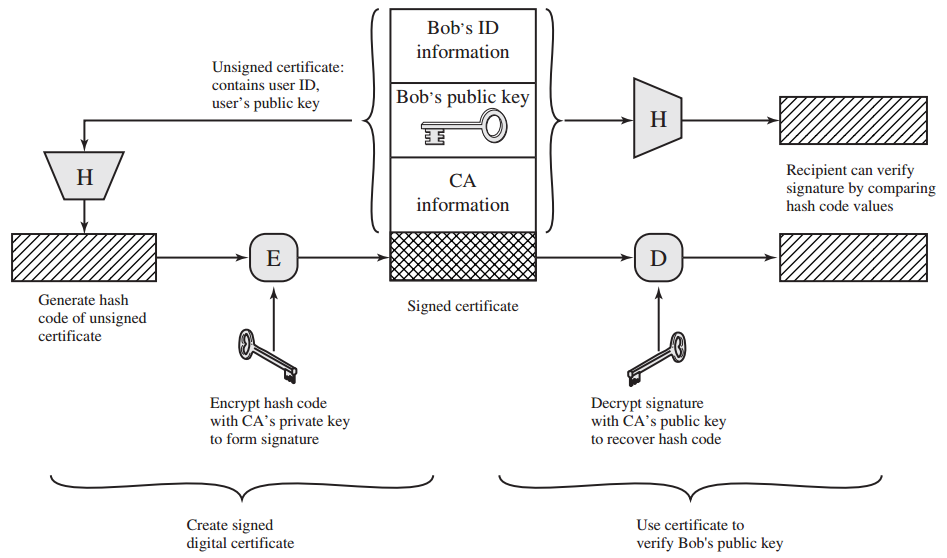 Bob's ID
information
Unsigned certificate:
contains user ID,
user's public key
Bob's public key
H
H
CA
information
Recipient can verify
signature by comparing
hash code values
E
D
Generate hash
code of unsigned
certificate
Signed certificate
Encrypt hash code
with CA's private key
to form signature
Decrypt signature
with CA's public key
to recover hash code
Create signed
digital certificate
Use certificate to
verify Bob's public key